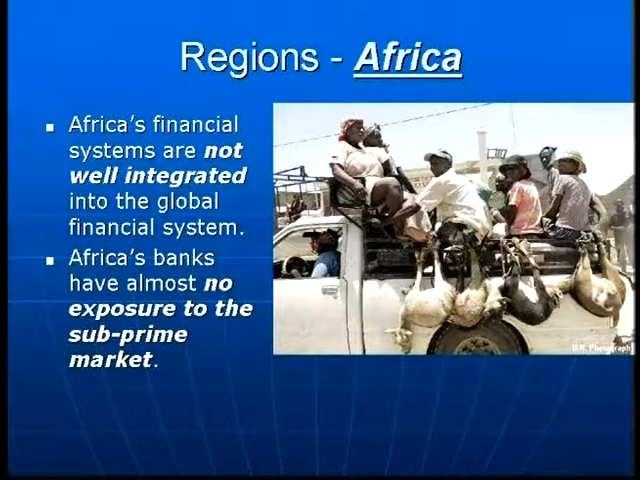 Regions - Africa
Africa's financial
systems are not
well integrated
into the global
financial system.
Africa's banks
have almost no
exposure to the
sub-prime
market.
U.N. Photograph]